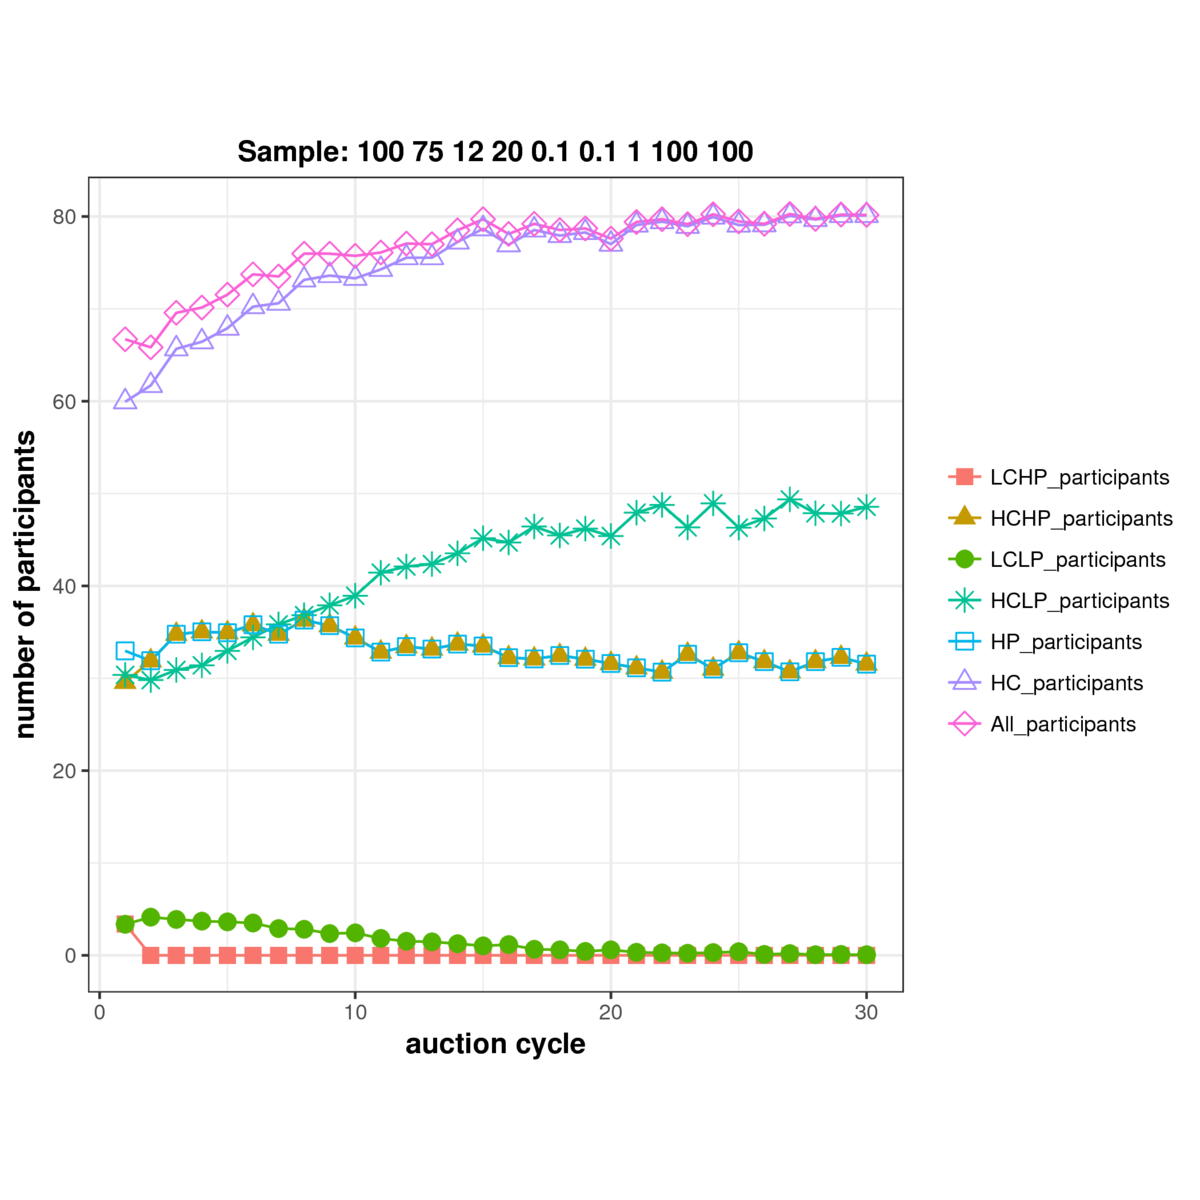 Sample: 100 75 12 20 0.1 0.1 1 100 100
80
60
40
20
0
0 10 20 30
number of participants
auction cycle
LCHP_participants
HCHP_participants
LCLP_participants
HCLP_participants
HP_participants
HC_participants
All_participants